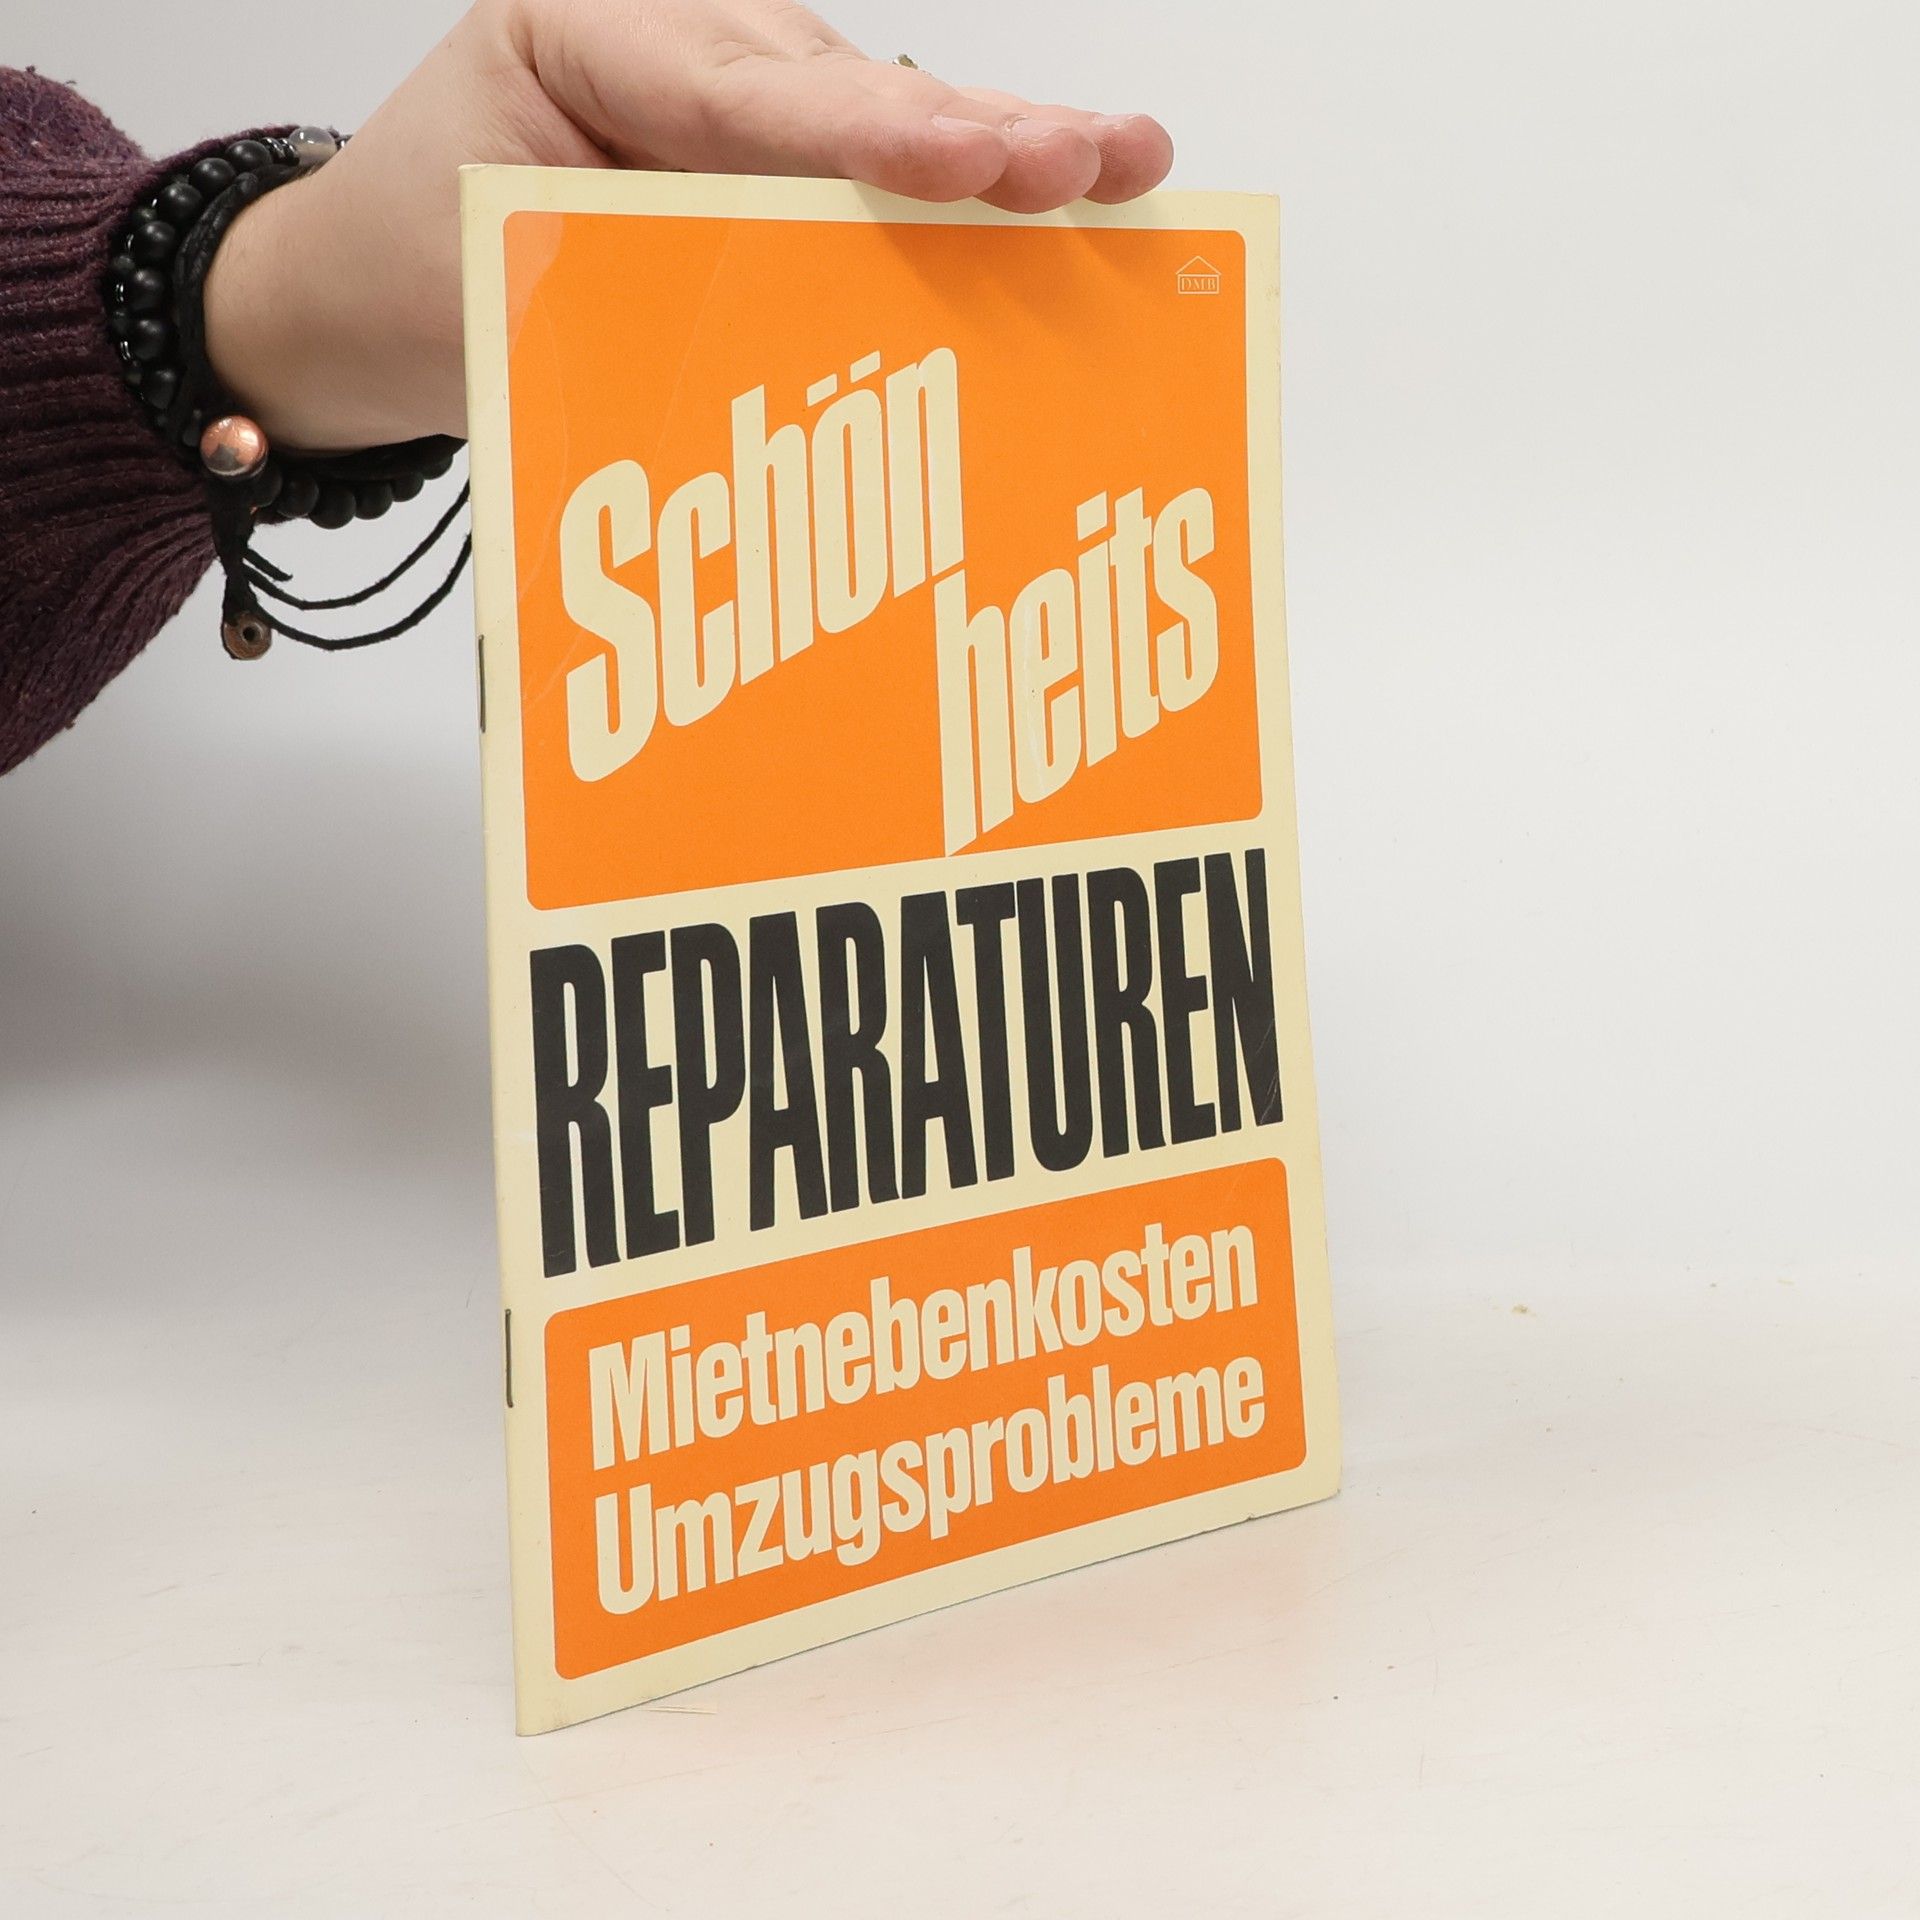 DMB
Schön
heits
REPARATUREN
Mietnebenkosten
Umzugsprobleme